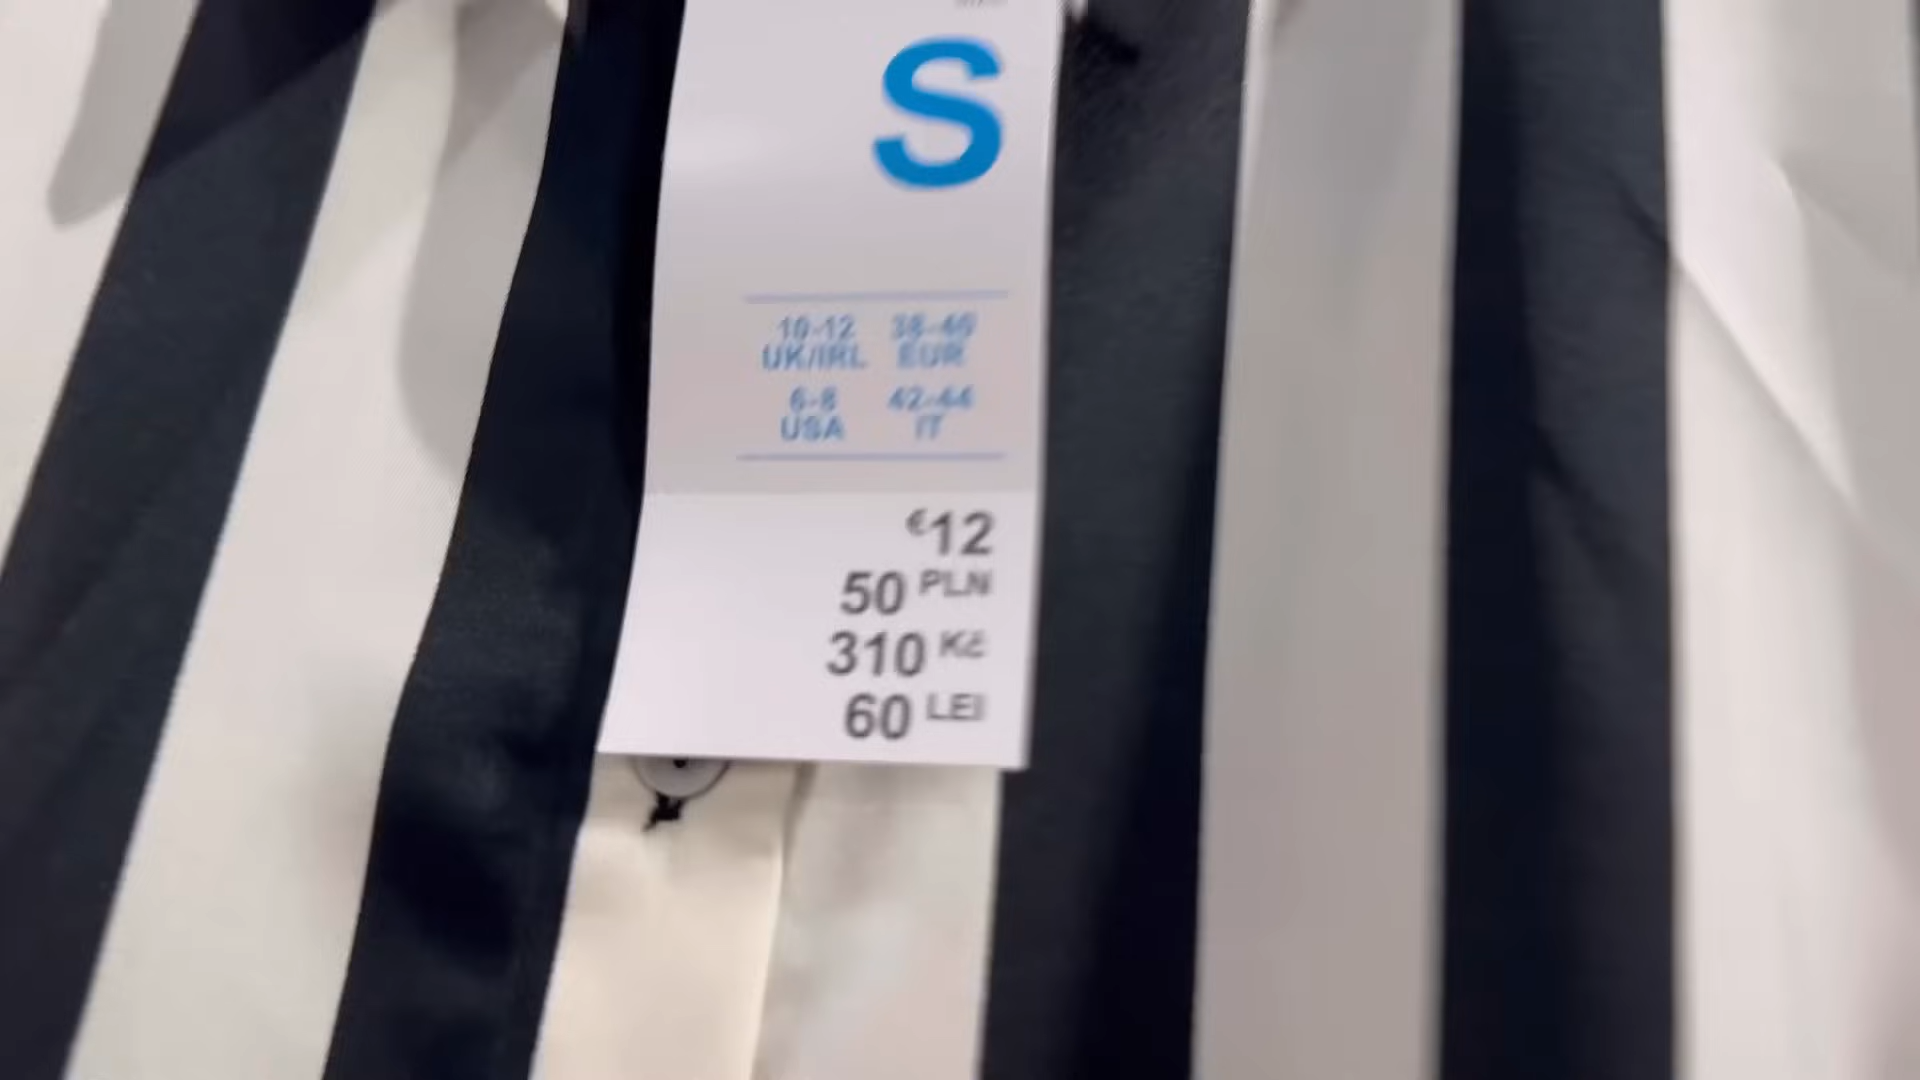 S
10-12 38-40
UK/IRL EUR
6-8 42-44
USA IT
€12
50 PLN
310 Kč
60 LEI